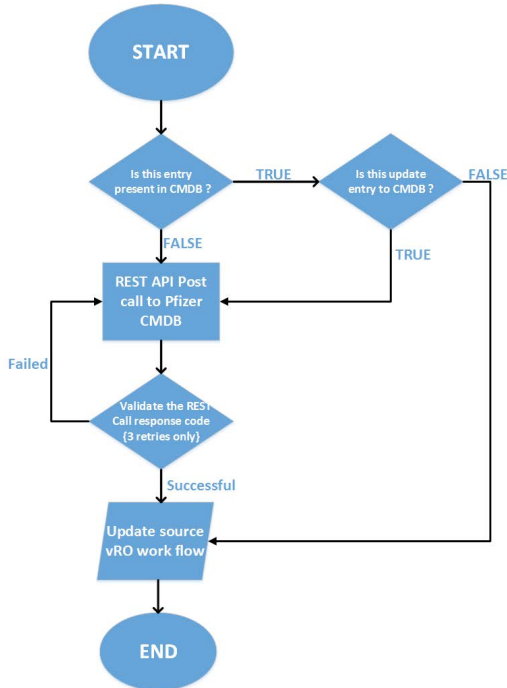 START
Is this entry
present in CMDB ?
TRUE
Is this update
entry to CMDB ?
FALSE
FALSE
TRUE
REST API Post
call to Pfizer
CMDB
Failed
Validate the REST
Call response code
{3 retries only}
Successful
Update source
vRO work flow
END